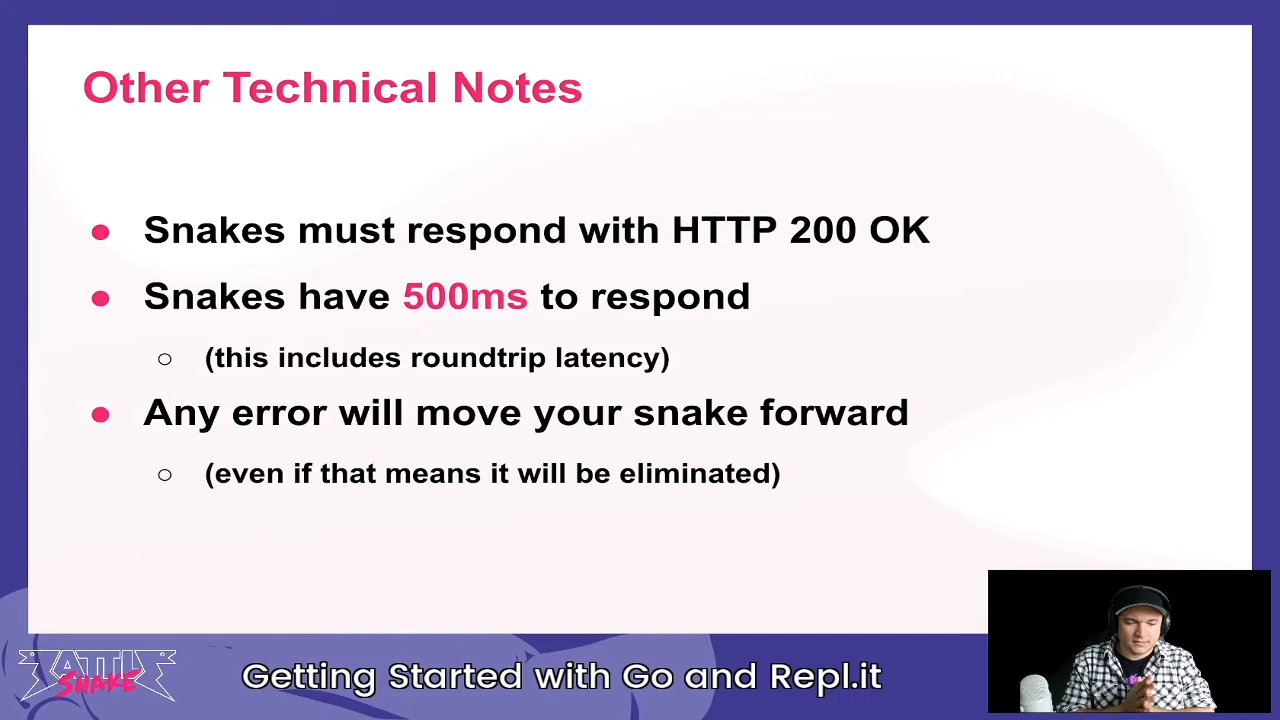 Other Technical Notes
● Snakes must respond with HTTP 200 OK
● Snakes have 500ms to respond
○ (this includes roundtrip latency)
● Any error will move your snake forward
○ (even if that means it will be eliminated)
BATTLE
SNAKE
Getting Started with Go and Repl.it